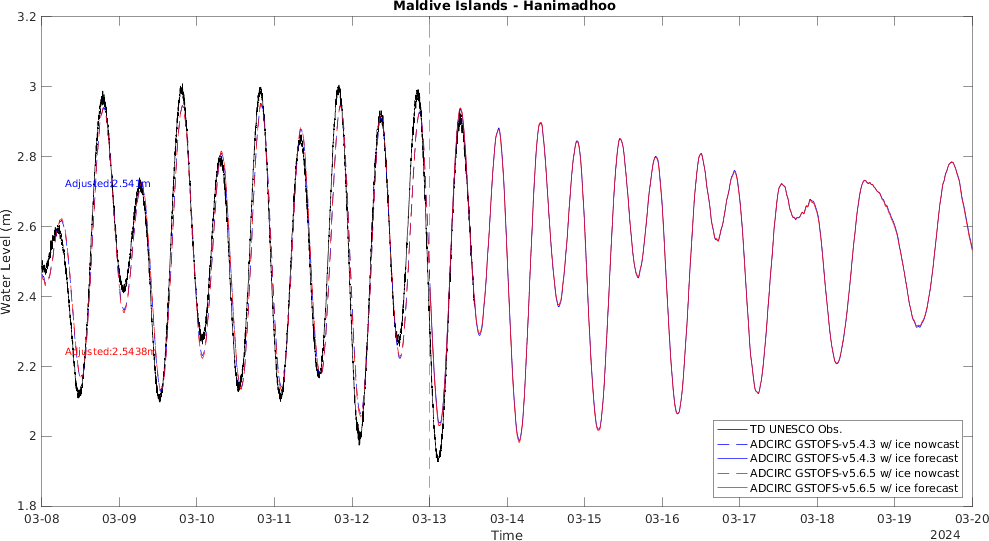 Maldive Islands - Hanimadhoo
3.2
3
2.8
2.6
2.4
2.2
2
1.8
Water Level (m)
Adjusted:2.541m
Adjusted:2.5438m
TD UNESCO Obs.
ADCIRC GSTOFS-v5.4.3 w/ ice nowcast
ADCIRC GSTOFS-v5.4.3 w/ ice forecast
ADCIRC GSTOFS-v5.6.5 w/ ice nowcast
ADCIRC GSTOFS-v5.6.5 w/ ice forecast
03-08 03-09 03-10 03-11 03-12 03-13 03-14 03-15 03-16 03-17 03-18 03-19 03-20
Time
2024